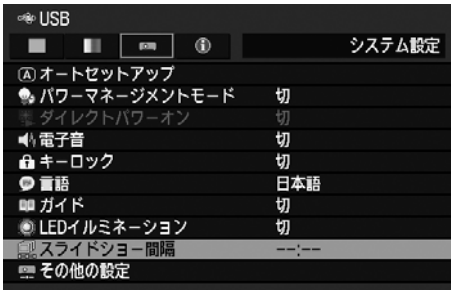 USB
システム設定
オートセットアップ
パワーマネージメントモード 切
ダイレクトパワーオン 切
電子音 切
キーロック 切
言語 日本語
ガイド 切
LEDイルミネーション 切
スライドショー間隔 --:--
その他の設定